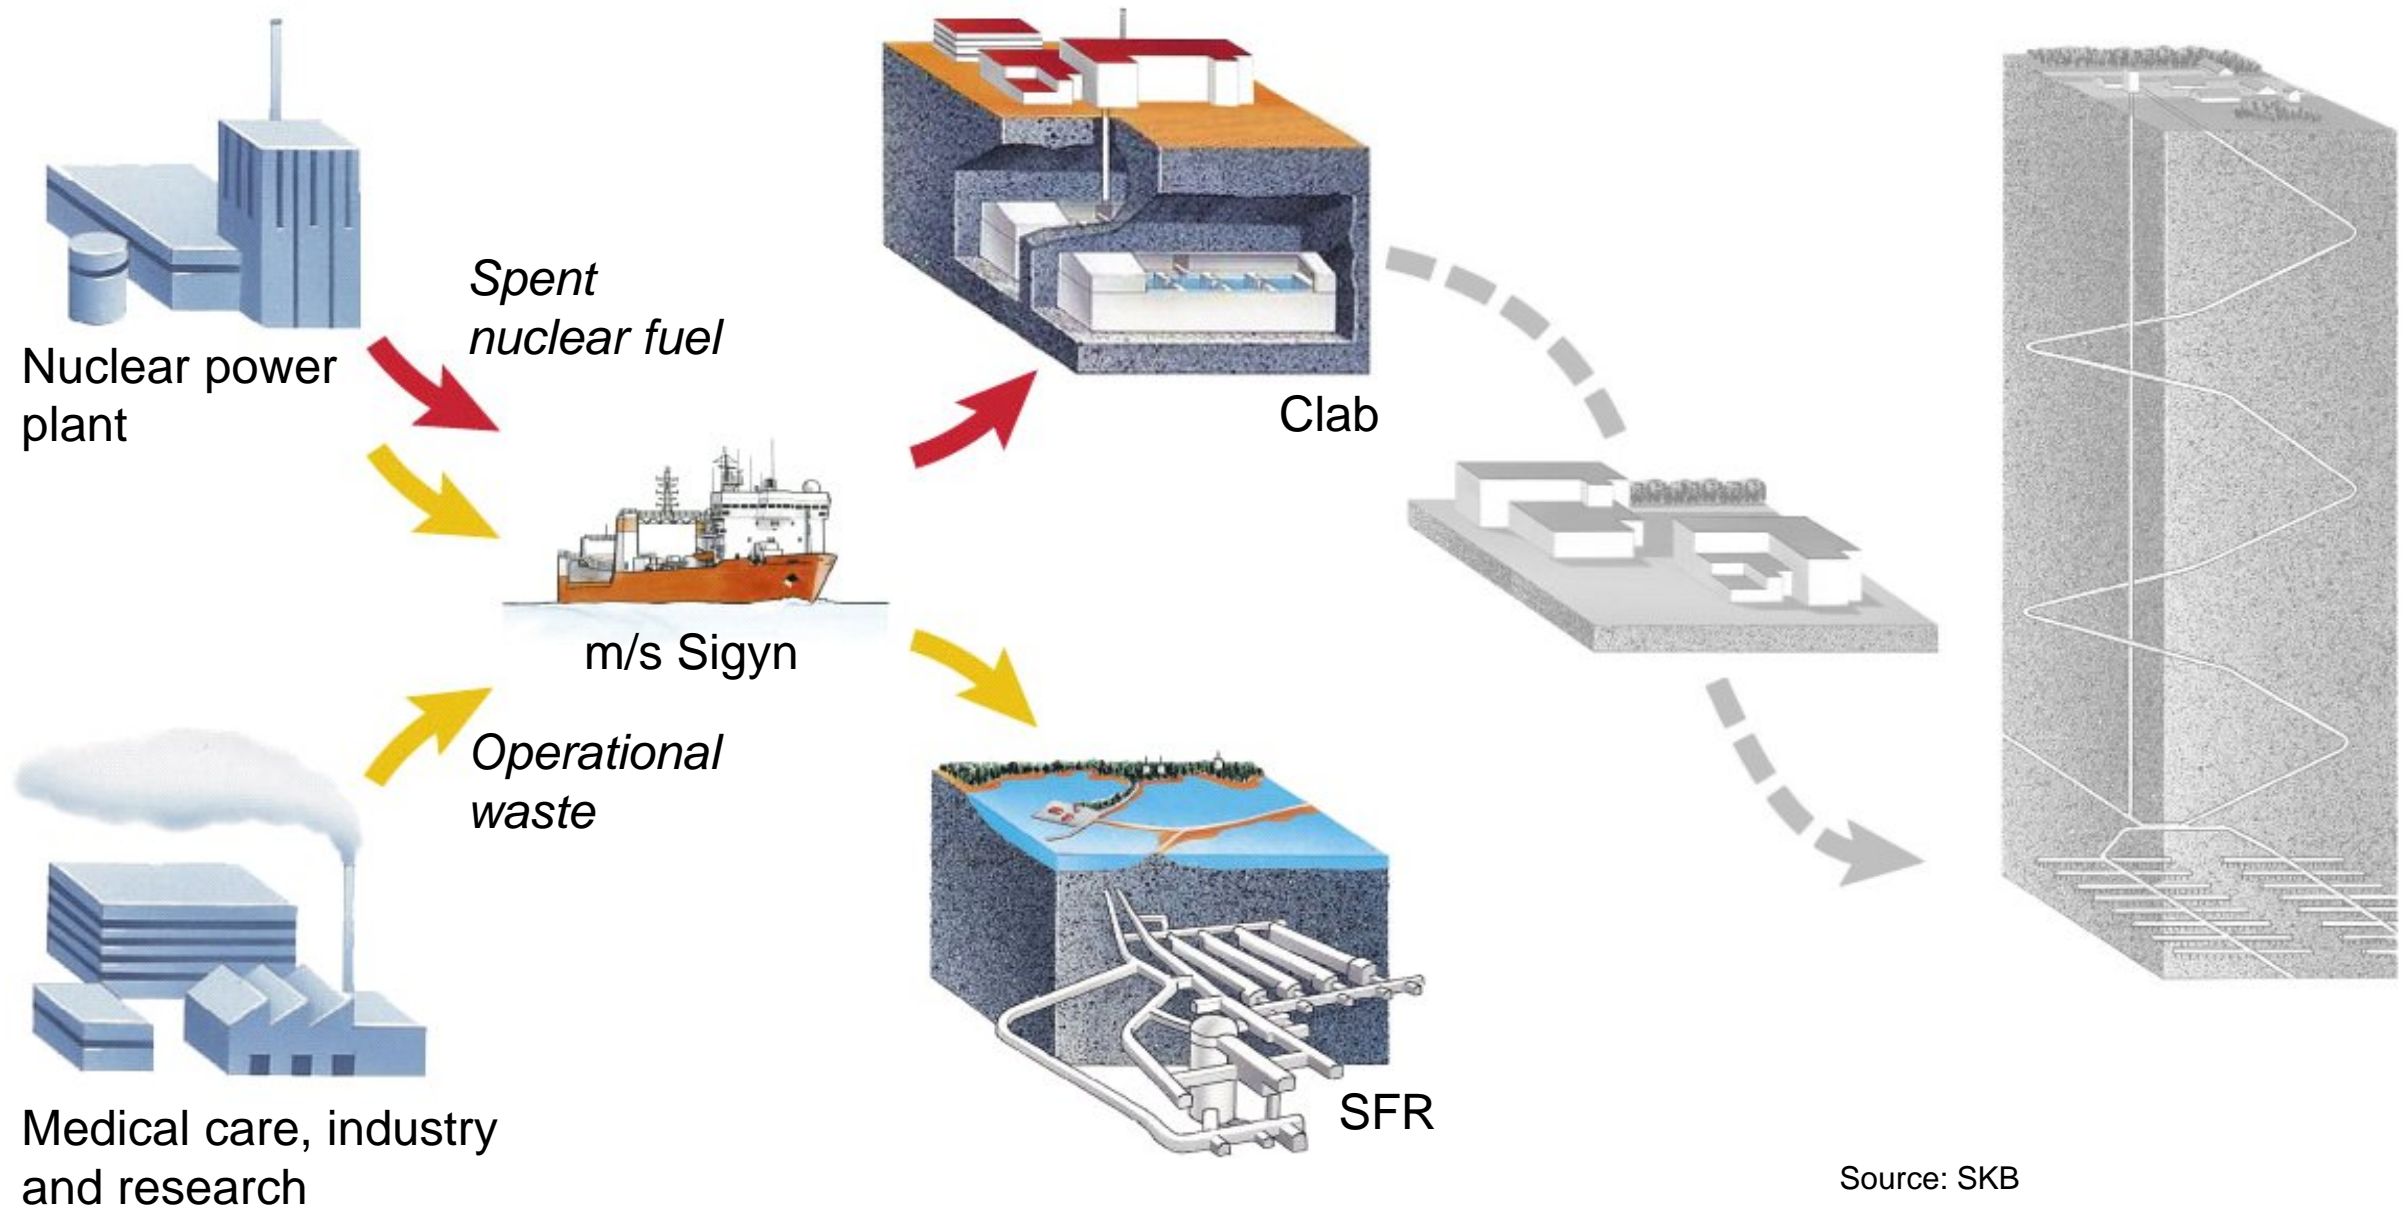 Spent
nuclear fuel
Nuclear power
plant
Clab
m/s Sigyn
Operational
waste
SFR
Medical care, industry
and research
Source: SKB